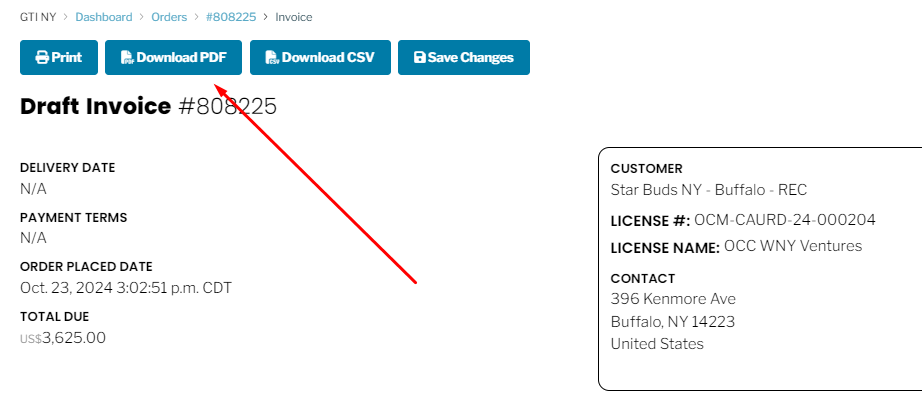 GTI NY > Dashboard > Orders > #808225 > Invoice
Print Download PDF Download CSV Save Changes
Draft Invoice #808225
DELIVERY DATE
N/A
PAYMENT TERMS
N/A
ORDER PLACED DATE
Oct. 23, 2024 3:02:51 p.m. CDT
TOTAL DUE
US$3,625.00
CUSTOMER
Star Buds NY - Buffalo - REC
LICENSE #: OCM-CAURD-24-000204
LICENSE NAME: OCC WNY Ventures
CONTACT
396 Kenmore Ave
Buffalo, NY 14223
United States